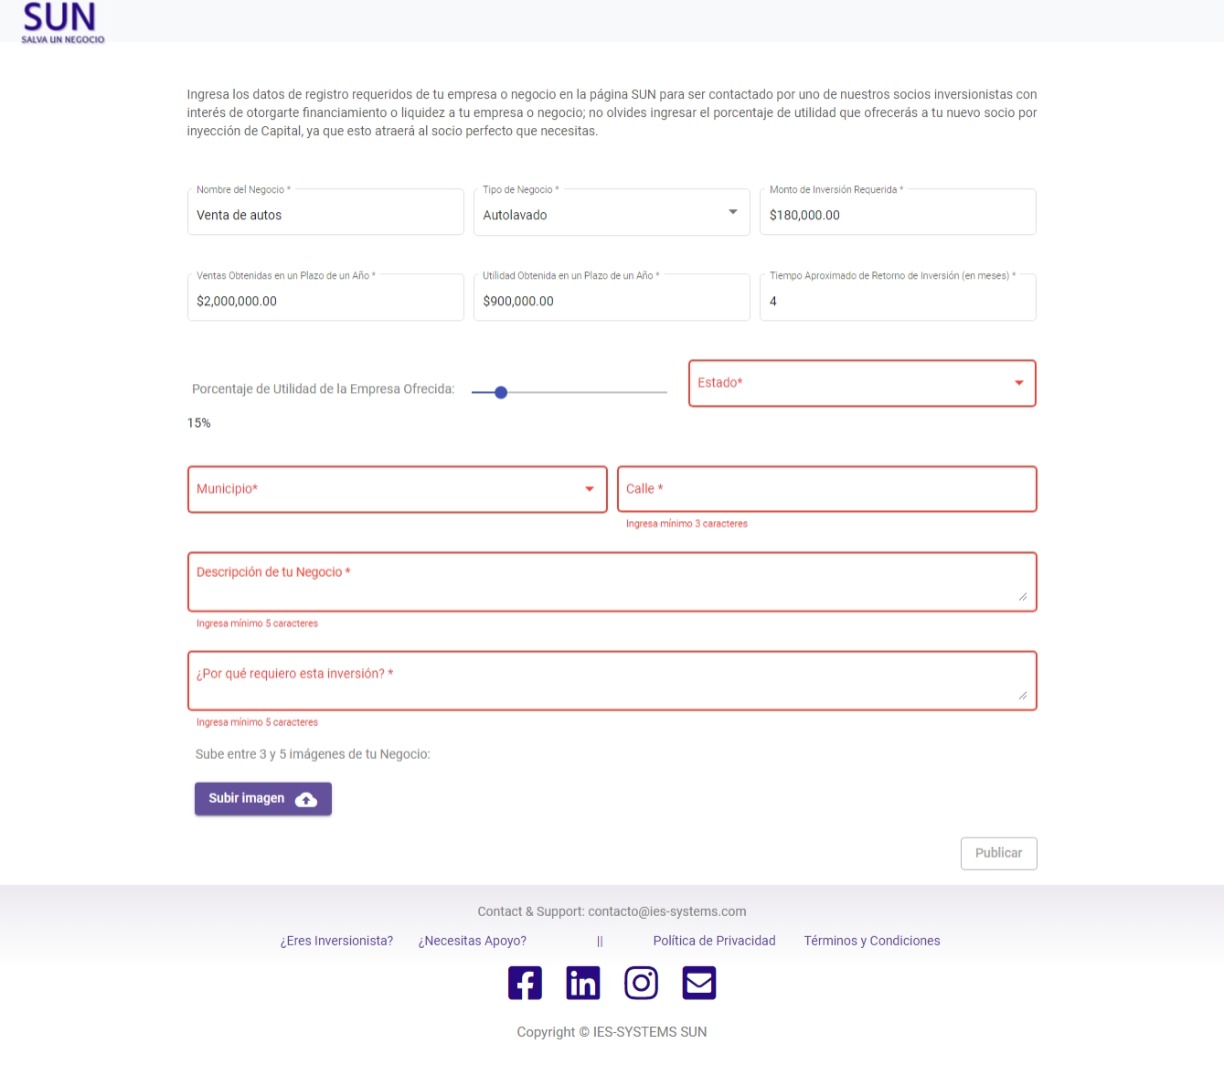 SUN
SALVA UN NEGOCIO
Ingresa los datos de registro requeridos de tu empresa o negocio en la página SUN para ser contactado por uno de nuestros socios inversionistas con
interés de otorgarte financiamiento o liquidez a tu empresa o negocio; no olvides ingresar el porcentaje de utilidad que ofrecerás a tu nuevo socio por
inyección de Capital, ya que esto atraerá al socio perfecto que necesitas.
Nombre del Negocio *
Venta de autos
Tipo de Negocio *
Autolavado
Monto de Inversión Requerida *
$180,000.00
Ventas Obtenidas en un Plazo de un Año *
$2,000,000.00
Utilidad Obtenida en un Plazo de un Año *
$900,000.00
Tiempo Aproximado de Retorno de Inversión (en meses) *
4
Porcentaje de Utilidad de la Empresa Ofrecida:
15%
Estado*
Municipio*
Calle *
Ingresa mínimo 3 caracteres
Descripción de tu Negocio *
Ingresa mínimo 5 caracteres
¿Por qué requiero esta inversión? *
Ingresa mínimo 5 caracteres
Sube entre 3 y 5 imágenes de tu Negocio:
Subir imagen
Publicar
Contact & Support: contacto@ies-systems.com
¿Eres Inversionista? ¿Necesitas Apoyo? || Política de Privacidad Términos y Condiciones
Copyright © IES-SYSTEMS SUN